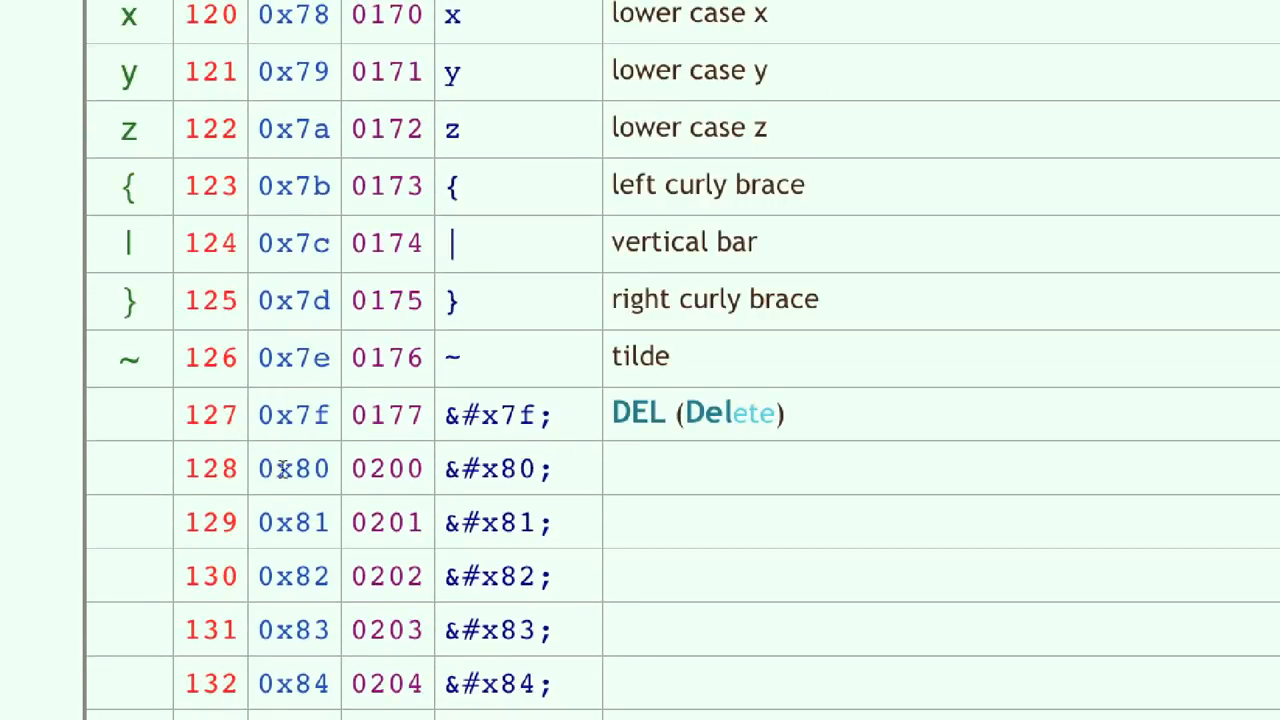 x 120 0x78 0170 x lower case x
y 121 0x79 0171 y lower case y
z 122 0x7a 0172 z lower case z
{ 123 0x7b 0173 { left curly brace
| 124 0x7c 0174 | vertical bar
} 125 0x7d 0175 } right curly brace
~ 126 0x7e 0176 ~ tilde
127 0x7f 0177 &#x7f; DEL (Delete)
128 0x80 0200 &#x80;
129 0x81 0201 &#x81;
130 0x82 0202 &#x82;
131 0x83 0203 &#x83;
132 0x84 0204 &#x84;